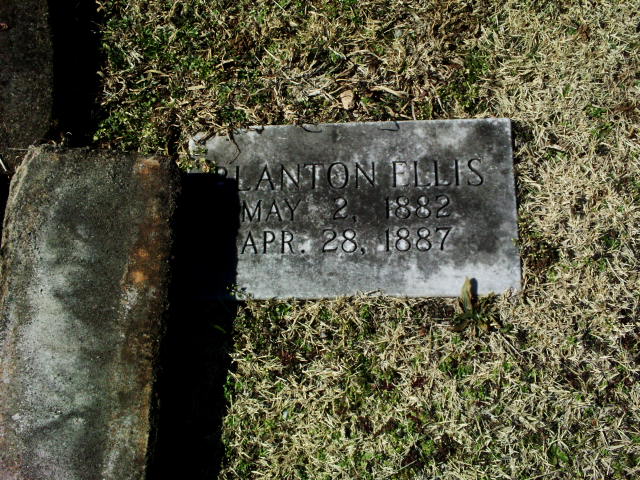 BLANTON ELLIS
MAY 2, 1882
APR. 28, 1887